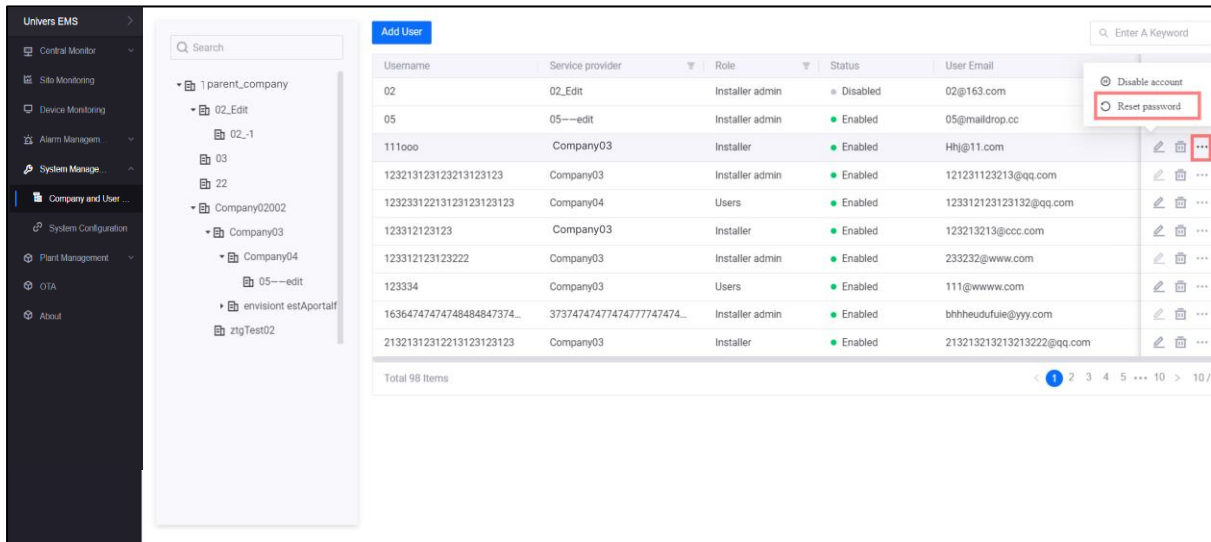 Univers EMS
Central Monitor
Site Monitoring
Device Monitoring
Alarm Managem...
System Manage...
Company and User ...
System Configuration
Plant Management
OTA
About
Search
parent_company
02_Edit
02_-1
03
22
Company02002
Company03
Company04
05——edit
envisiont estAportalf
ztgTest02
Add User
Enter A Keyword
Username Service provider Role Status User Email
02 02_Edit Installer admin Disabled 02@163.com
05 05——edit Installer admin Enabled 05@maildrop.cc
111ooo Company03 Installer Enabled Hhj@11.com
123213123123213123123 Company03 Installer admin Enabled 121231123213@qq.com
12323312213123123123123 Company04 Users Enabled 123312123123132@qq.com
123312123123 Company03 Installer Enabled 123213213@ccc.com
123312123123222 Company03 Installer admin Enabled 233232@www.com
123334 Company03 Users Enabled 111@wwww.com
16364747474748484847374... 3737474747747477774 7474... Installer admin Enabled bhhheudufuie@yyy.com
21321312312213123123123 Company03 Installer Enabled 213213213213213222@qq.com
Disable account
Reset password
Total 98 Items
< 1 2 3 4 5 ••• 10 > 10/